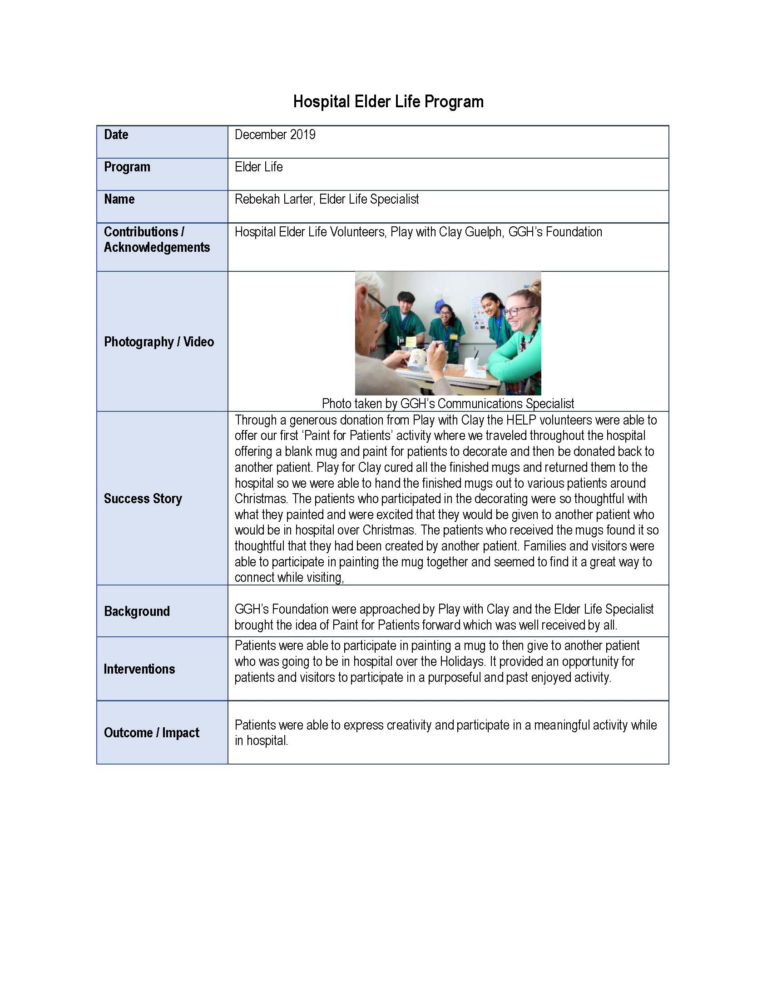 Hospital Elder Life Program
Date
December 2019
Program
Elder Life
Name
Rebekah Larter, Elder Life Specialist
Contributions /
Acknowledgements
Hospital Elder Life Volunteers, Play with Clay Guelph, GGH’s Foundation
Photography / Video
Photo taken by GGH’s Communications Specialist
Success Story
Through a generous donation from Play with Clay the HELP volunteers were able to
offer our first ‘Paint for Patients’ activity where we traveled throughout the hospital
offering a blank mug and paint for patients to decorate and then be donated back to
another patient. Play for Clay cured all the finished mugs and returned them to the
hospital so we were able to hand the finished mugs out to various patients around
Christmas. The patients who participated in the decorating were so thoughtful with
what they painted and were excited that they would be given to another patient who
would be in hospital over Christmas. The patients who received the mugs found it so
thoughtful that they had been created by another patient. Families and visitors were
able to participate in painting the mug together and seemed to find it a great way to
connect while visiting,
Background
GGH’s Foundation were approached by Play with Clay and the Elder Life Specialist
brought the idea of Paint for Patients forward which was well received by all.
Interventions
Patients were able to participate in painting a mug to then give to another patient
who was going to be in hospital over the Holidays. It provided an opportunity for
patients and visitors to participate in a purposeful and past enjoyed activity.
Outcome / Impact
Patients were able to express creativity and participate in a meaningful activity while
in hospital.